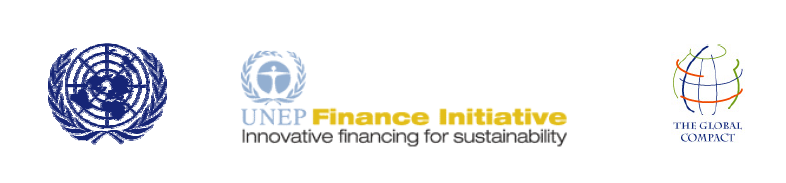 UNEP Finance Initiative
Innovative financing for sustainability
THE GLOBAL
COMPACT